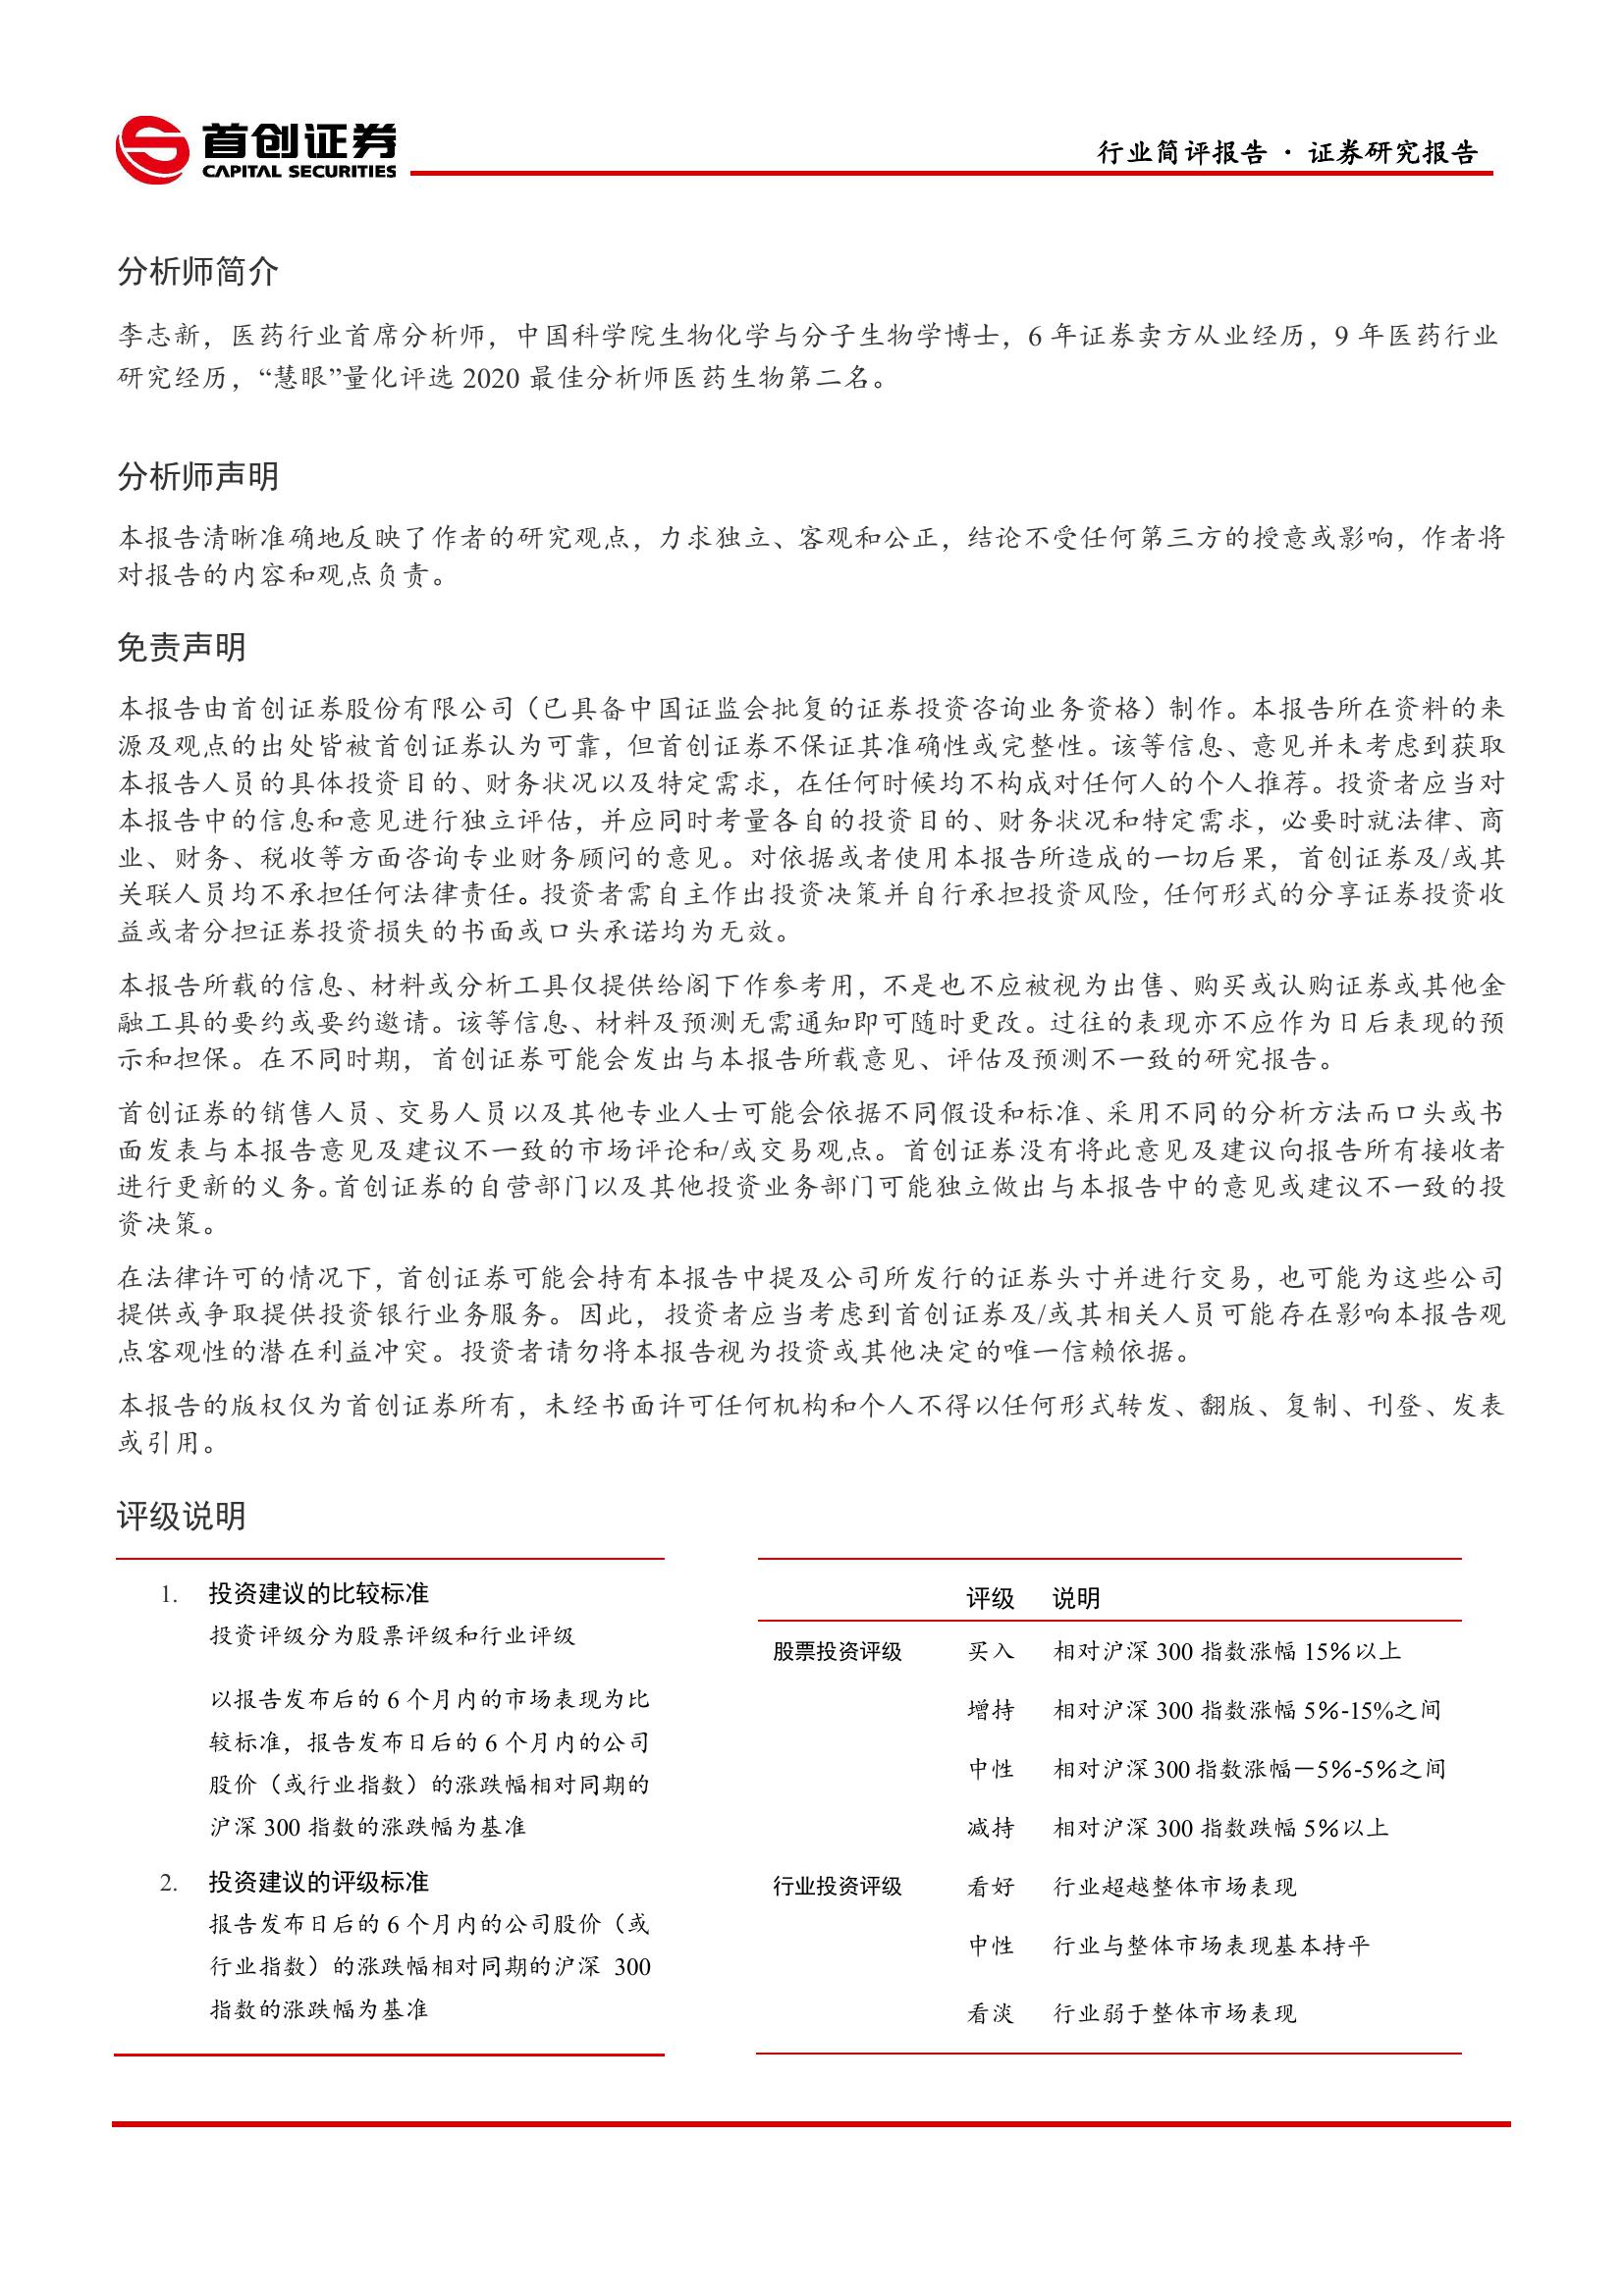 首创证券
CAPITAL SECURITIES
行业简评报告 · 证券研究报告
分析师简介
李志新，医药行业首席分析师，中国科学院生物化学与分子生物学博士，6 年证券卖方从业经历，9 年医药行业
研究经历，“慧眼”量化评选 2020 最佳分析师医药生物第二名。
分析师声明
本报告清晰准确地反映了作者的研究观点，力求独立、客观和公正，结论不受任何第三方的授意或影响，作者将
对报告的内容和观点负责。
免责声明
本报告由首创证券股份有限公司（已具备中国证监会批复的证券投资咨询业务资格）制作。本报告所在资料的来
源及观点的出处皆被首创证券认为可靠，但首创证券不保证其准确性或完整性。该等信息、意见并未考虑到获取
本报告人员的具体投资目的、财务状况以及特定需求，在任何时候均不构成对任何人的个人推荐。投资者应当对
本报告中的信息和意见进行独立评估，并应同时考量各自的投资目的、财务状况和特定需求，必要时就法律、商
业、财务、税收等方面咨询专业财务顾问的意见。对依据或者使用本报告所造成的一切后果，首创证券及/或其
关联人员均不承担任何法律责任。投资者需自主作出投资决策并自行承担投资风险，任何形式的分享证券投资收
益或者分担证券投资损失的书面或口头承诺均为无效。
本报告所载的信息、材料或分析工具仅提供给阁下作参考用，不是也不应被视为出售、购买或认购证券或其他金
融工具的要约或要约邀请。该等信息、材料及预测无需通知即可随时更改。过往的表现亦不应作为日后表现的预
示和担保。在不同时期，首创证券可能会发出与本报告所载意见、评估及预测不一致的研究报告。
首创证券的销售人员、交易人员以及其他专业人士可能会依据不同假设和标准、采用不同的分析方法而口头或书
面发表与本报告意见及建议不一致的市场评论和/或交易观点。首创证券没有将此意见及建议向报告所有接收者
进行更新的义务。首创证券的自营部门以及其他投资业务部门可能独立做出与本报告中的意见或建议不一致的投
资决策。
在法律许可的情况下，首创证券可能会持有本报告中提及公司所发行的证券头寸并进行交易，也可能为这些公司
提供或争取提供投资银行业务服务。因此，投资者应当考虑到首创证券及/或其相关人员可能存在影响本报告观
点客观性的潜在利益冲突。投资者请勿将本报告视为投资或其他决定的唯一信赖依据。
本报告的版权仅为首创证券所有，未经书面许可任何机构和个人不得以任何形式转发、翻版、复制、刊登、发表
或引用。
评级说明
1. 投资建议的比较标准
投资评级分为股票评级和行业评级
以报告发布后的 6 个月内的市场表现为比
较标准，报告发布日后的 6 个月内的公司
股价（或行业指数）的涨跌幅相对同期的
沪深 300 指数的涨跌幅为基准
2. 投资建议的评级标准
报告发布日后的 6 个月内的公司股价（或
行业指数）的涨跌幅相对同期的沪深 300
指数的涨跌幅为基准
评级 说明
股票投资评级 买入 相对沪深 300 指数涨幅 15％以上
增持 相对沪深 300 指数涨幅 5％-15％之间
中性 相对沪深 300 指数涨幅－5％-5％之间
减持 相对沪深 300 指数跌幅 5％以上
行业投资评级 看好 行业超越整体市场表现
中性 行业与整体市场表现基本持平
看淡 行业弱于整体市场表现